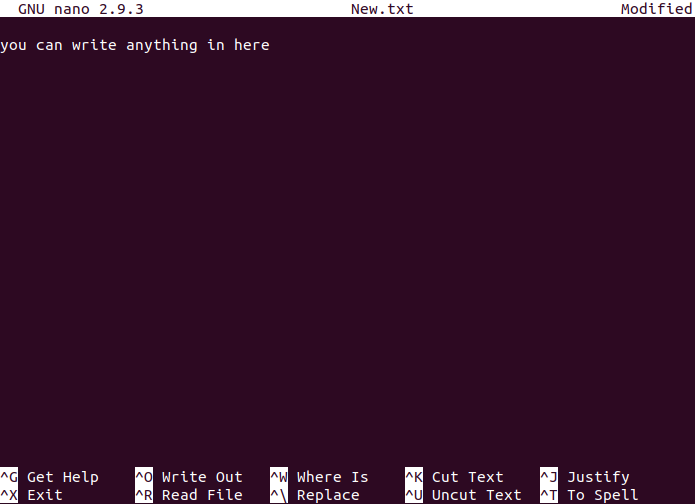 GNU nano 2.9.3 New.txt Modified
you can write anything in here
^G Get Help ^O Write Out ^W Where Is ^K Cut Text ^J Justify
^X Exit ^R Read File ^\ Replace ^U Uncut Text ^T To Spell